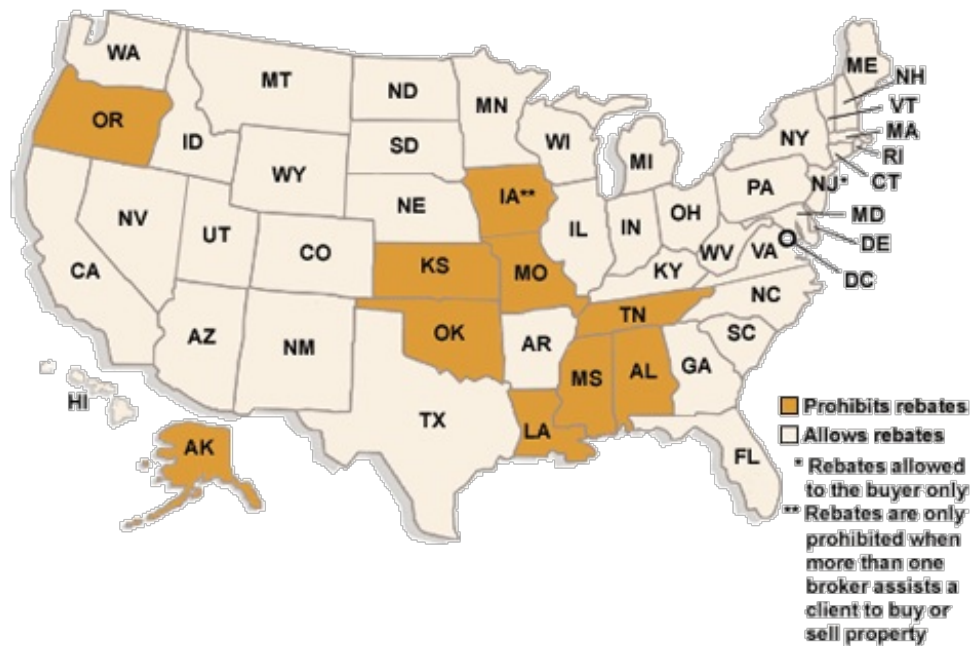 WA
MT
ND
MN
ME
NH
VT
MA
RI
CT
OR
ID
SD
WI
MI
NY
WY
NE
IA**
IL
IN
OH
PA
NJ*
MD
DE
DC
NV
UT
CO
KS
MO
KY
WV
VA
CA
AZ
NM
OK
AR
TN
NC
SC
MS
AL
GA
TX
LA
FL
HI
AK
Prohibits rebates
Allows rebates
* Rebates allowed
to the buyer only
** Rebates are only
prohibited when
more than one
broker assists a
client to buy or
sell property